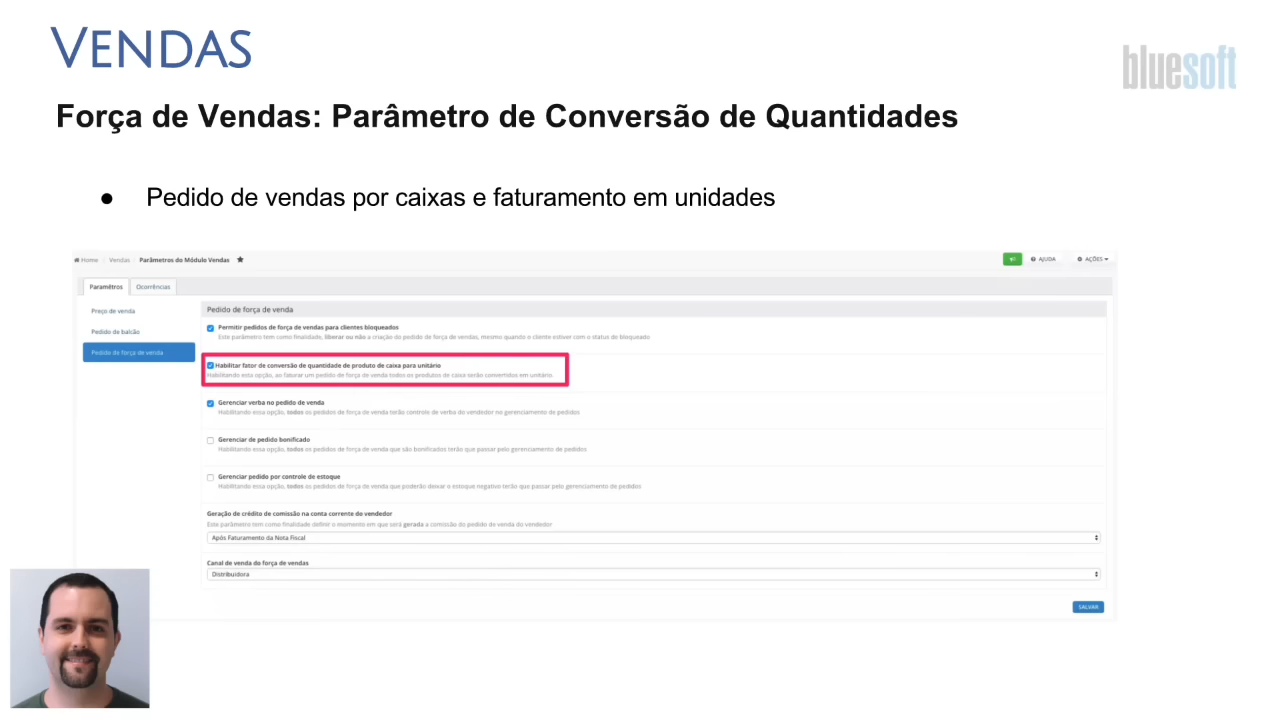 VENDAS
bluesoft
Força de Vendas: Parâmetro de Conversão de Quantidades
● Pedido de vendas por caixas e faturamento em unidades
Home Vendas Parâmetros do Módulo Vendas ★ AJUDA AÇÕES
Paramêtros Ocorrências
Preço de venda
Pedido de balcão
Pedido de força de venda
Pedido de força de venda
Permitir pedidos de força de vendas para clientes bloqueados
Este parâmetro tem como finalidade, liberar ou não a criação do pedido de força de vendas, mesmo quando o cliente estiver com o status de bloqueado
Habilitar fator de conversão de quantidade de produto de caixa para unitário
Habilitando esta opção, ao faturar um pedido de força de venda todos os produtos de caixa serão convertidos em unitário.
Gerenciar verba no pedido de venda
Habilitando essa opção, todos os pedidos de força de venda terão controle de verba do vendedor no gerenciamento de pedidos
Gerenciar de pedido bonificado
Habilitando essa opção, todos os pedidos de força de venda que são bonificados terão que passar pelo gerenciamento de pedidos
Gerenciar pedido por controle de estoque
Habilitando essa opção, todos os pedidos de força de venda que poderão deixar o estoque negativo terão que passar pelo gerenciamento de pedidos
Geração de crédito de comissão na conta corrente do vendedor
Este parâmetro tem como finalidade definir o momento em que será gerada a comissão do pedido de venda do vendedor
Após Faturamento da Nota Fiscal
Canal de venda do força de vendas
Distribuidora
SALVAR